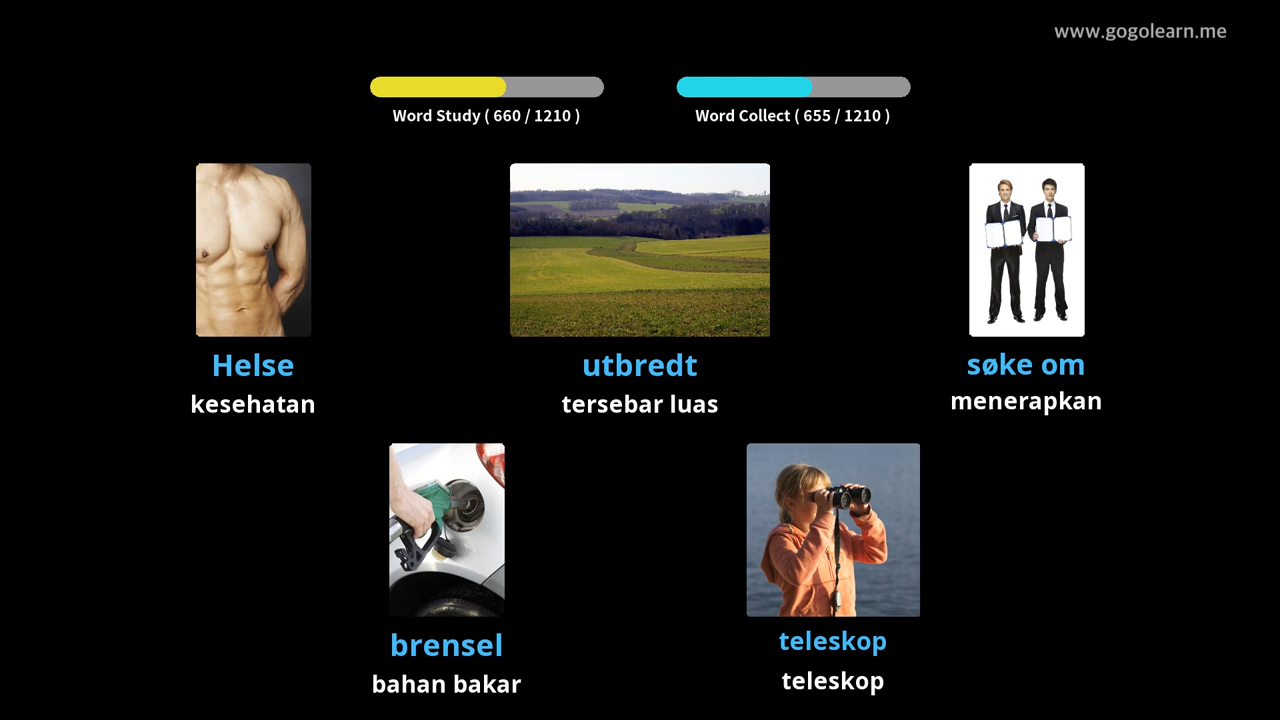 www.gogolearn.me
Word Study ( 660 / 1210 )
Word Collect ( 655 / 1210 )
Helse
kesehatan
utbredt
tersebar luas
søke om
menerapkan
brensel
bahan bakar
teleskop
teleskop